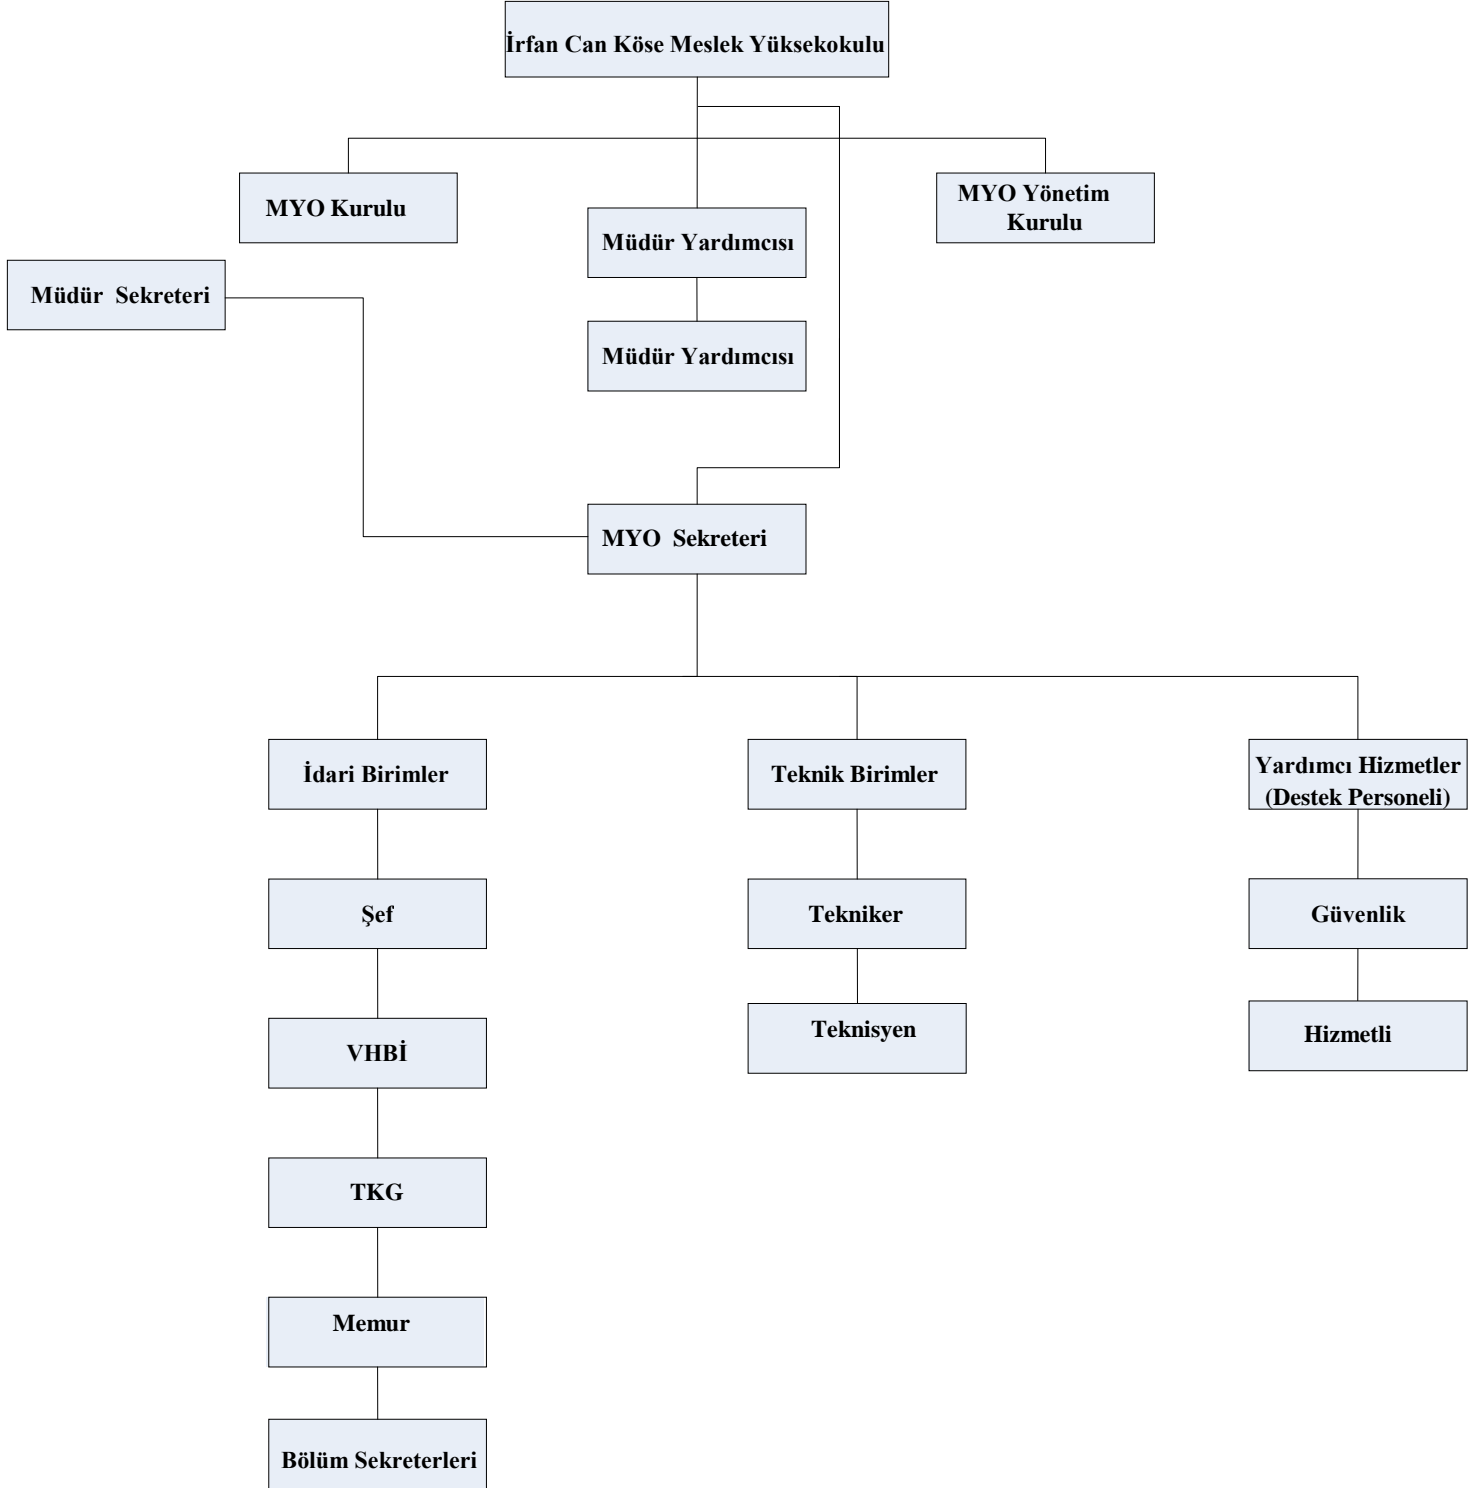 İrfan Can Köse Meslek Yüksekokulu
MYO Kurulu
MYO Yönetim
Kurulu
Müdür Yardımcısı
Müdür Sekreteri
Müdür Yardımcısı
MYO Sekreteri
İdari Birimler
Teknik Birimler
Yardımcı Hizmetler
(Destek Personeli)
Şef
Tekniker
Güvenlik
VHBİ
Teknisyen
Hizmetli
TKG
Memur
Bölüm Sekreterleri